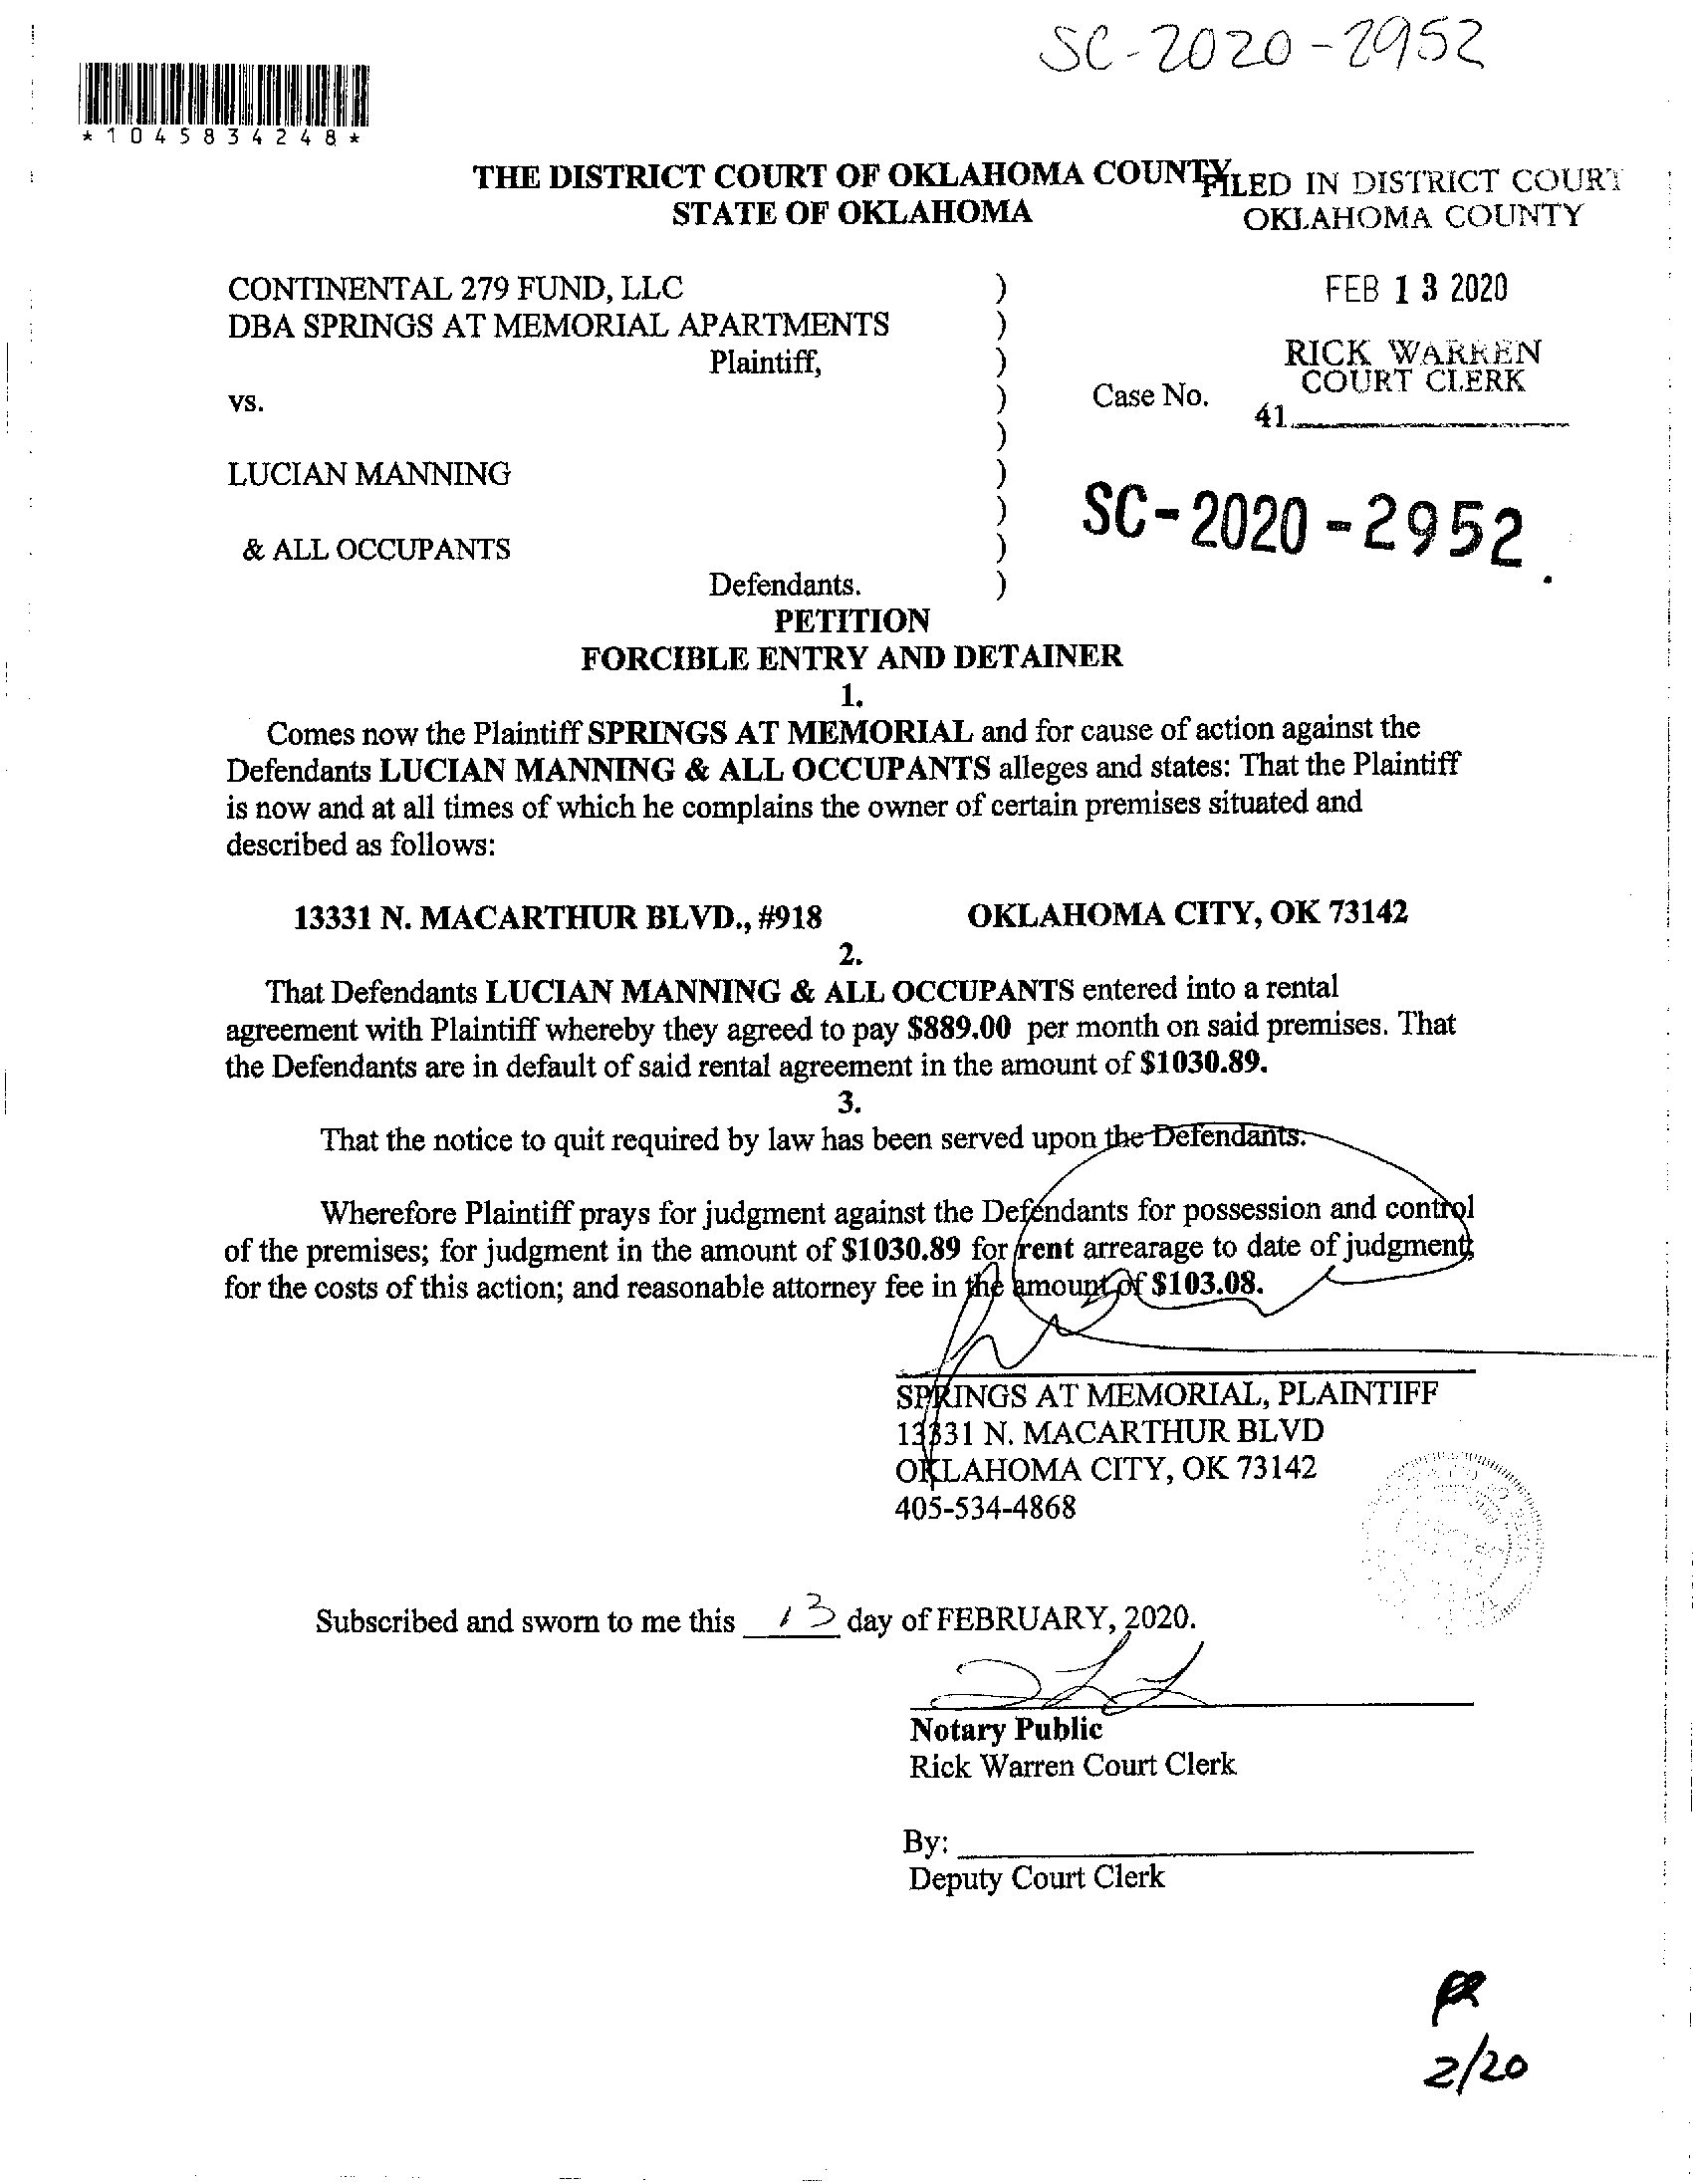 SC-2020-2952
*1045834248*
THE DISTRICT COURT OF OKLAHOMA COUNTY
STATE OF OKLAHOMA
FILED IN DISTRICT COURT
OKLAHOMA COUNTY
FEB 13 2020
RICK WARREN
COURT CLERK
41
CONTINENTAL 279 FUND, LLC )
DBA SPRINGS AT MEMORIAL APARTMENTS )
Plaintiff, )
vs. ) Case No.
)
LUCIAN MANNING )
) SC-2020-2952
& ALL OCCUPANTS )
Defendants. )
PETITION
FORCIBLE ENTRY AND DETAINER
1.
Comes now the Plaintiff SPRINGS AT MEMORIAL and for cause of action against the
Defendants LUCIAN MANNING & ALL OCCUPANTS alleges and states: That the Plaintiff
is now and at all times of which he complains the owner of certain premises situated and
described as follows:
13331 N. MACARTHUR BLVD., #918 OKLAHOMA CITY, OK 73142
2.
That Defendants LUCIAN MANNING & ALL OCCUPANTS entered into a rental
agreement with Plaintiff whereby they agreed to pay $889.00 per month on said premises. That
the Defendants are in default of said rental agreement in the amount of $1030.89.
3.
That the notice to quit required by law has been served upon the Defendants.
Wherefore Plaintiff prays for judgment against the Defendants for possession and control
of the premises; for judgment in the amount of $1030.89 for rent arrearage to date of judgment;
for the costs of this action; and reasonable attorney fee in the amount of $103.08.
SPRINGS AT MEMORIAL, PLAINTIFF
13331 N. MACARTHUR BLVD
OKLAHOMA CITY, OK 73142
405-534-4868
Subscribed and sworn to me this 13 day of FEBRUARY, 2020.
Notary Public
Rick Warren Court Clerk
By:
Deputy Court Clerk
2/20